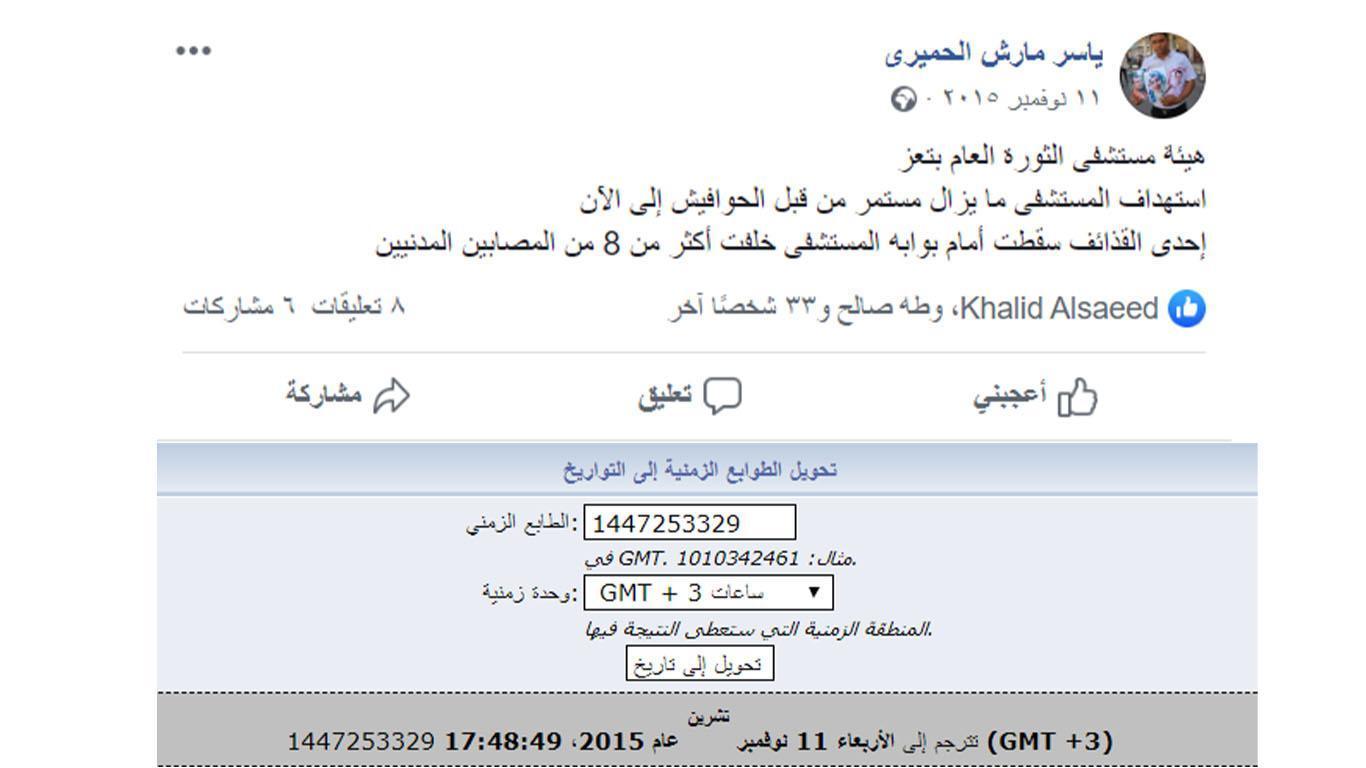 ياسر مارش الحميرى
١١ نوفمبر ٢٠١٥ ·
هيئة مستشفى الثورة العام بتعز
استهداف المستشفى ما يزال مستمر من قبل الحوافيش إلى الآن
إحدى القذائف سقطت أمام بوابه المستشفى خلفت أكثر من 8 من المصابين المدنيين
Khalid Alsaeed، وطه صالح و٣٣ شخصًا آخر
٨ تعليقات ٦ مشاركات
أعجبني تعليق مشاركة
تحويل الطوابع الزمنية إلى التواريخ
الطابع الزمني: 1447253329
مثال: 1010342461 .GMT في.
وحدة زمنية: GMT + 3 ساعات
المنطقة الزمنية التي ستعطى النتيجة فيها.
تحويل إلى تاريخ
1447253329 تترجم إلى الأربعاء 11 نوفمبر تشرين عام 2015، 17:48:49 (GMT +3)